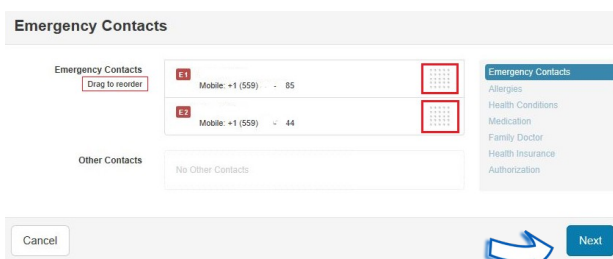 Emergency Contacts
Emergency Contacts
Drag to reorder
E1
Mobile: +1 (559) - 85
E2
Mobile: +1 (559) - 44
Other Contacts
No Other Contacts
Emergency Contacts
Allergies
Health Conditions
Medication
Family Doctor
Health Insurance
Authorization
Cancel
Next